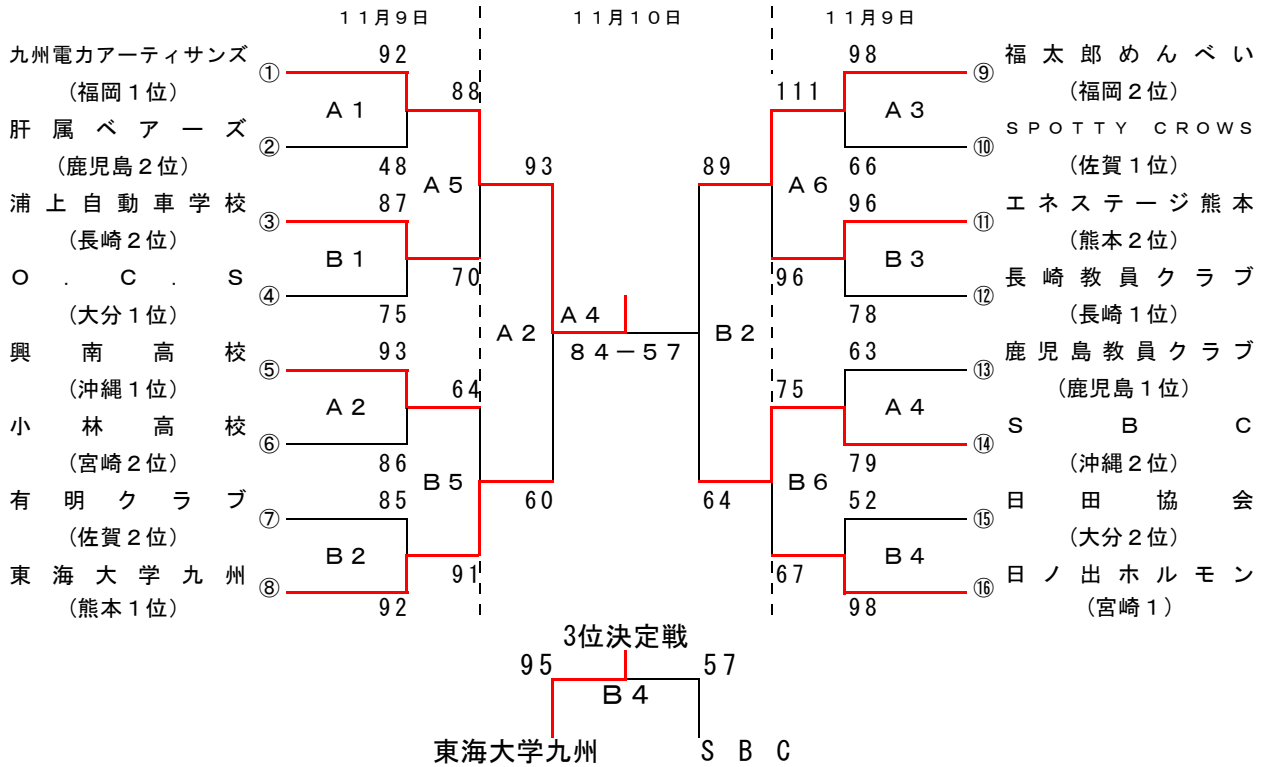 １１月９日
１１月１０日
１１月９日
九州電力アーティサンズ
①
(福岡１位)
92
A１
肝属ベアーズ
②
(鹿児島２位)
48
88
A５
浦上自動車学校
③
(長崎２位)
87
B１
O．C．S
④
(大分１位)
75
70
93
A２
興南高校
⑤
(沖縄１位)
93
A２
小林高校
⑥
(宮崎２位)
86
64
B５
有明クラブ
⑦
(佐賀２位)
85
B２
東海大学九州
⑧
(熊本１位)
92
91
60
A４
８４－５７
98
福太郎めんべい
⑨
(福岡２位)
111
A３
SPOTTY CROWS
⑩
(佐賀１位)
66
89
A６
96
エネステージ熊本
⑪
(熊本２位)
B３
96
長崎教員クラブ
⑫
(長崎１位)
78
B２
63
鹿児島教員クラブ
⑬
(鹿児島１位)
75
A４
SBC
⑭
(沖縄２位)
79
64
B６
52
日田協会
⑮
(大分２位)
B４
67
日ノ出ホルモン
⑯
(宮崎１)
98
3位決定戦
95
57
B４
東海大学九州
SBC